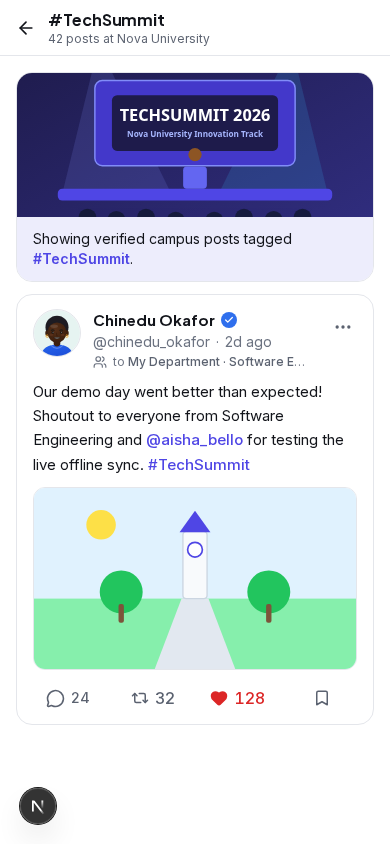 #TechSummit
42 posts at Nova University
TECHSUMMIT 2026
Nova University Innovation Track
Showing verified campus posts tagged
#TechSummit.
Chinedu Okafor
@chinedu_okafor · 2d ago
to My Department · Software E…
Our demo day went better than expected!
Shoutout to everyone from Software
Engineering and @aisha_bello for testing the
live offline sync. #TechSummit
24 32 128
N